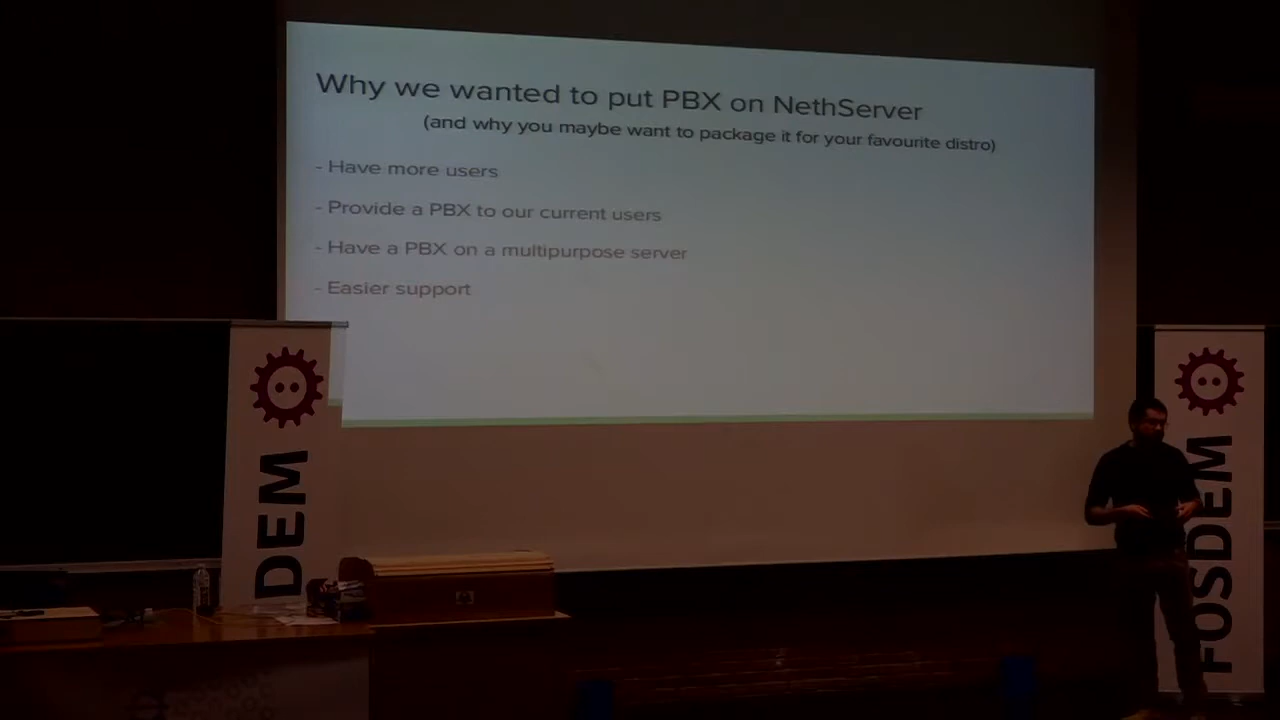 Why we wanted to put PBX on NethServer
(and why you maybe want to package it for your favourite distro)
- Have more users
- Provide a PBX to our current users
- Have a PBX on a multipurpose server
- Easier support
DEM
FOSDEM